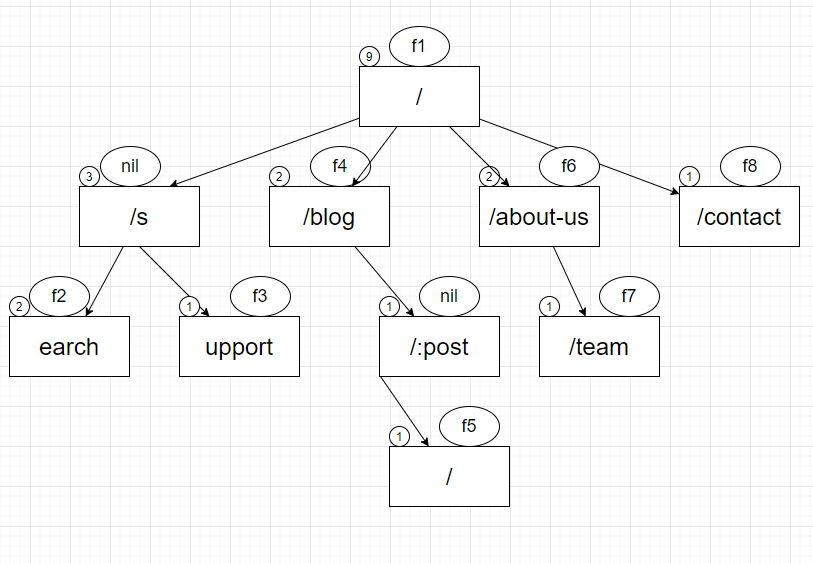 f1
9
/
nil
f4
f6
f8
3
2
2
1
/s
/blog
/about-us
/contact
f2
f3
nil
f7
2
1
1
1
earch
upport
/:post
/team
f5
1
/